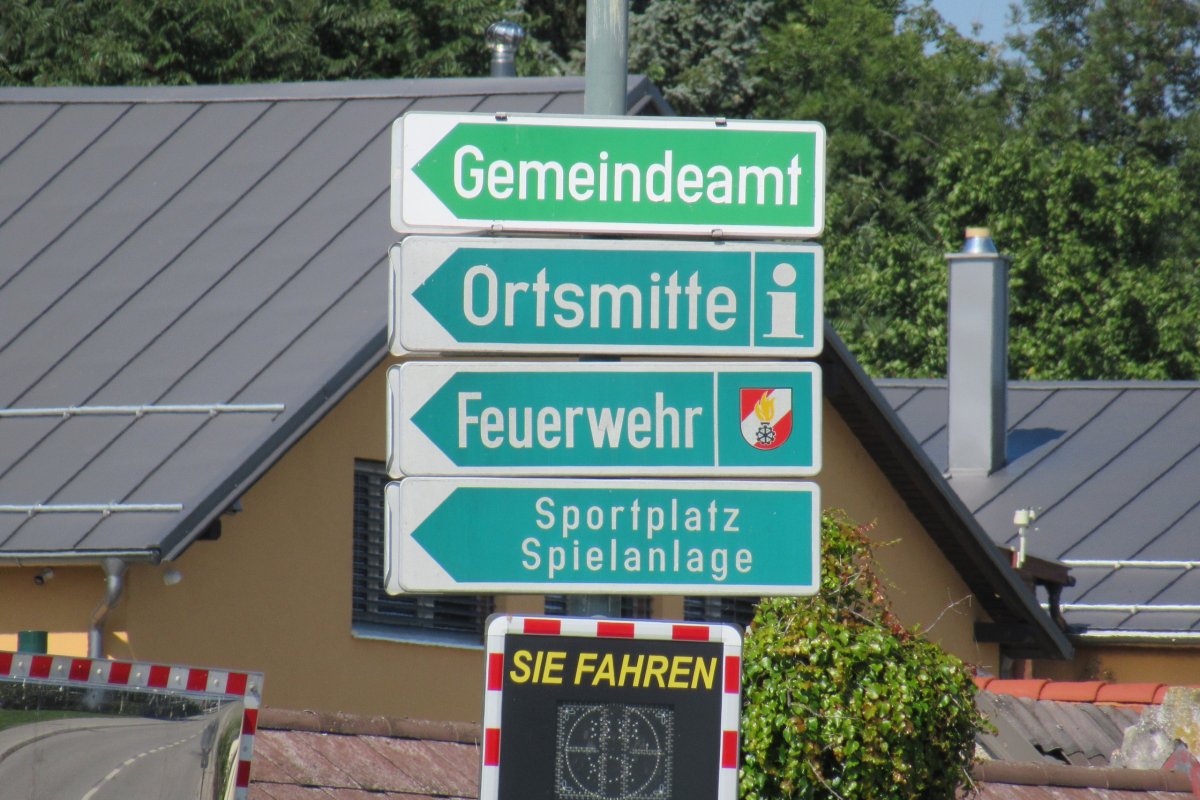 Gemeindeamt
Ortsmitte i
Feuerwehr
Sportplatz
Spielanlage
SIE FAHREN